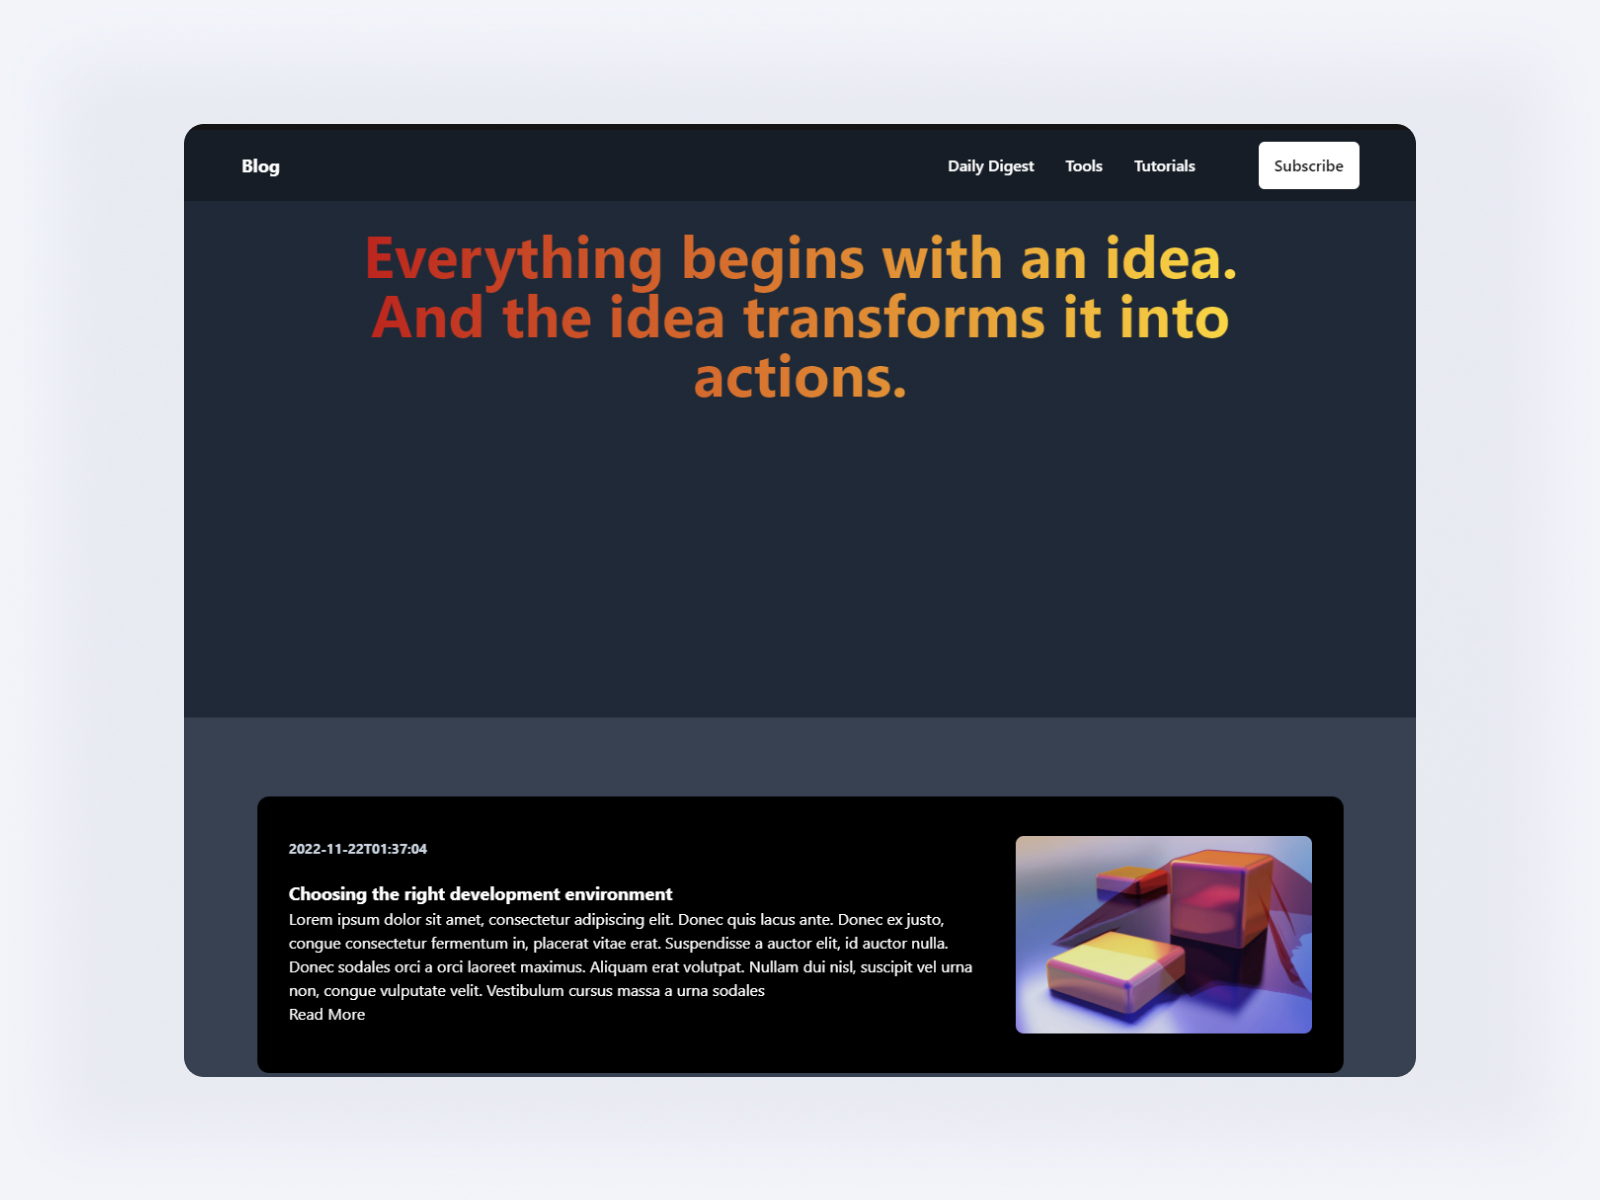 Blog
Daily Digest
Tools
Tutorials
Subscribe
Everything begins with an idea.
And the idea transforms it into
actions.
2022-11-22T01:37:04
Choosing the right development environment
Lorem ipsum dolor sit amet, consectetur adipiscing elit. Donec quis lacus ante. Donec ex justo,
congue consectetur fermentum in, placerat vitae erat. Suspendisse a auctor elit, id auctor nulla.
Donec sodales orci a orci laoreet maximus. Aliquam erat volutpat. Nullam dui nisl, suscipit vel urna
non, congue vulputate velit. Vestibulum cursus massa a urna sodales
Read More